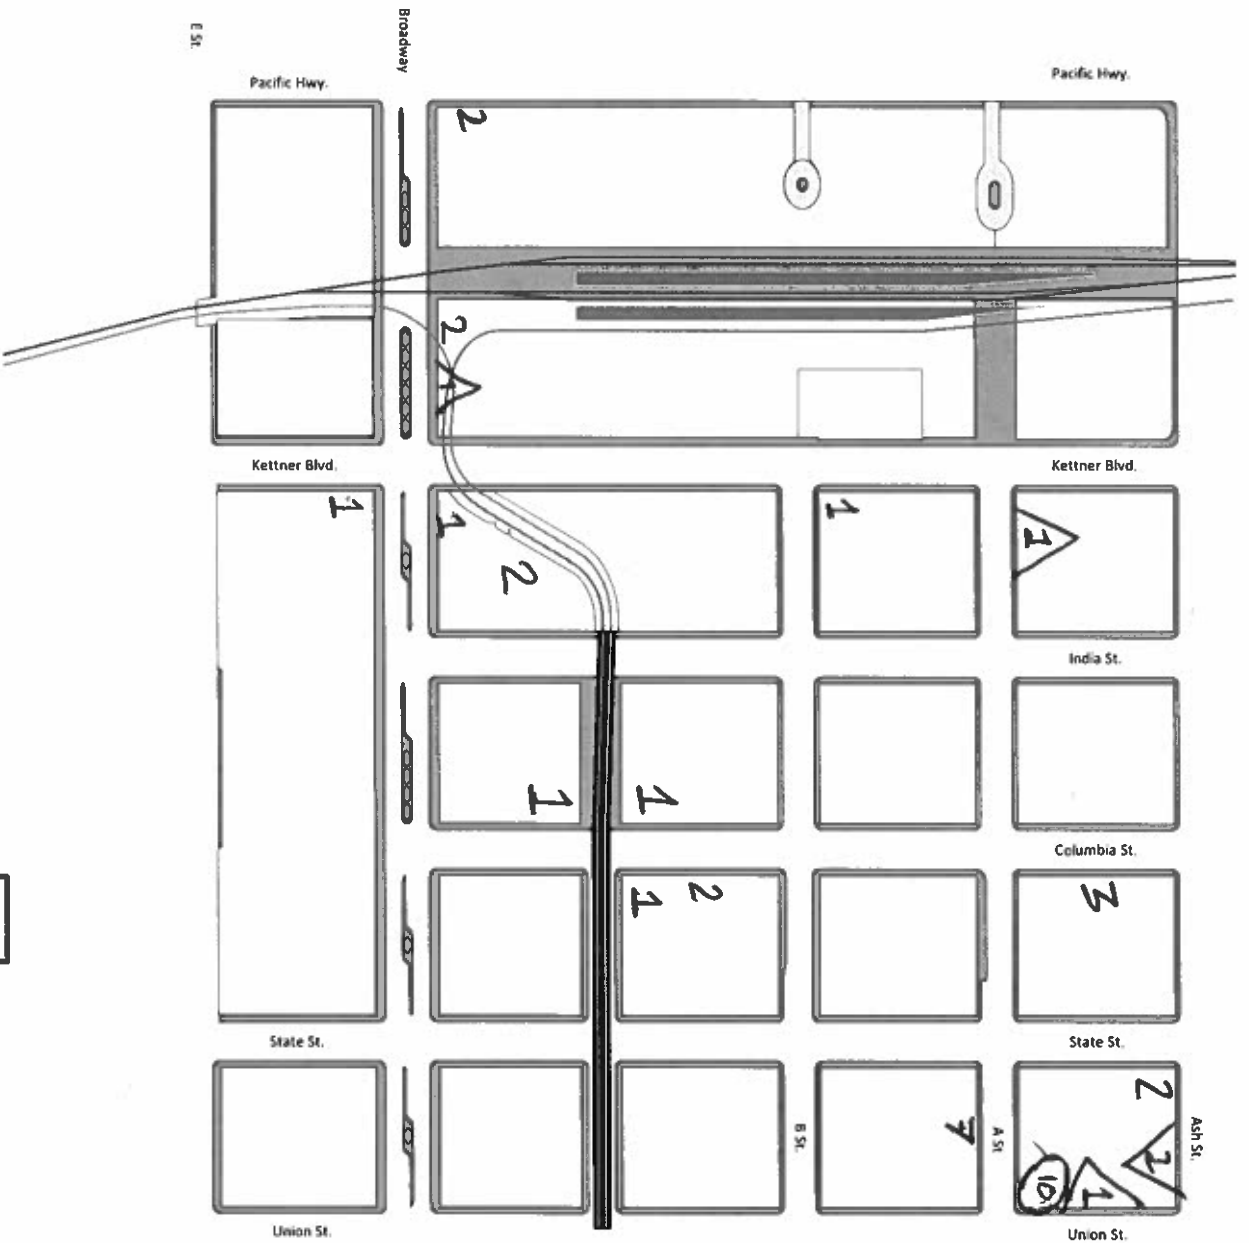 E St.
Broadway
Pacific Hwy.
Pacific Hwy.
2
2
1
Kettner Blvd.
Kettner Blvd.
1
1
2
1
1
India St.
1
1
Columbia St.
1
2
3
State St.
State St.
B St.
7
A St
2
Ash St.
1
1
10
Union St.
Union St.